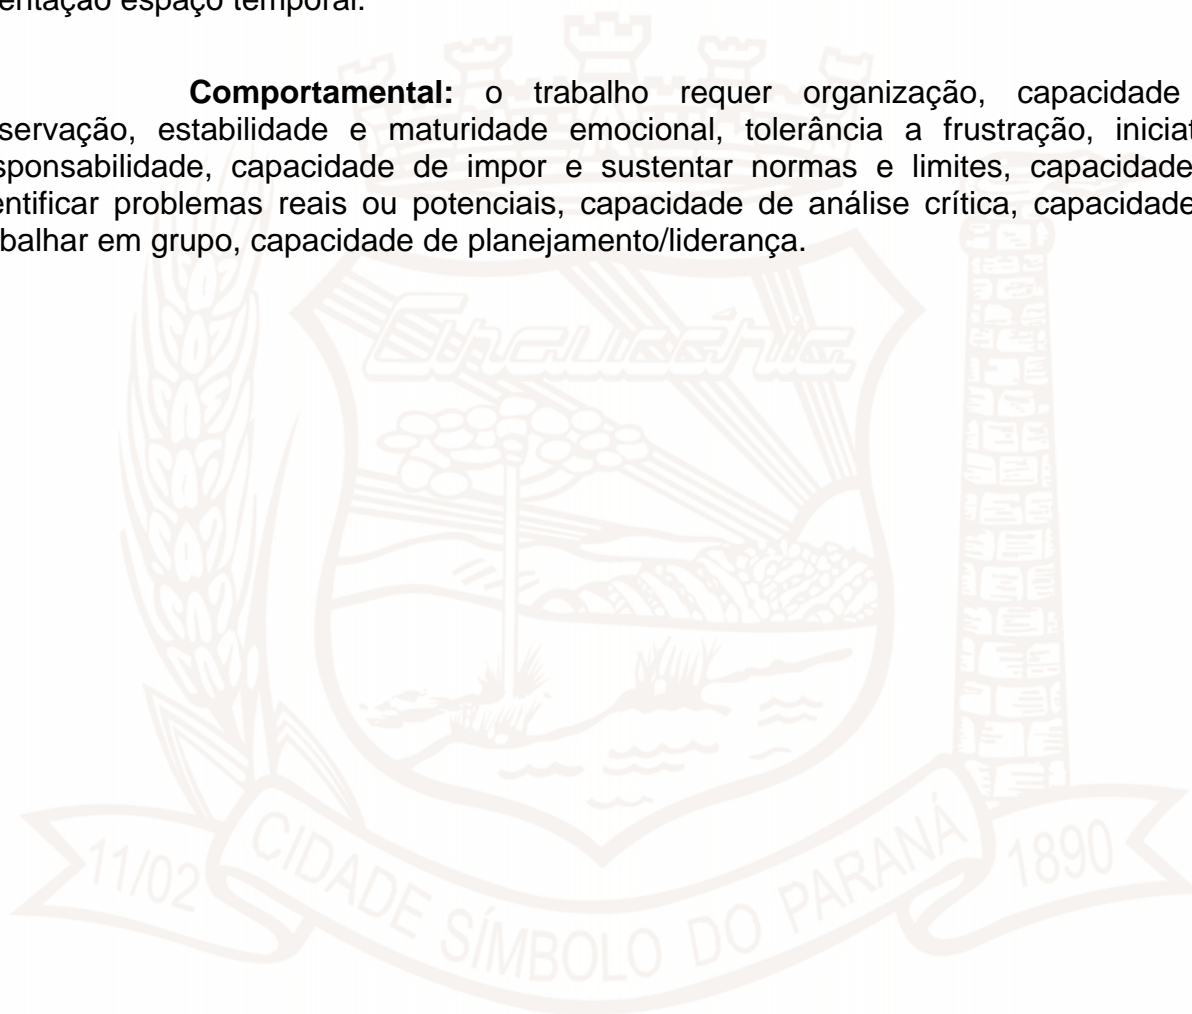 entação espaço temporal.
Comportamental: o trabalho requer organização, capacidade
servação, estabilidade e maturidade emocional, tolerância a frustração, iniciat
sponsabilidade, capacidade de impor e sustentar normas e limites, capacidade
entificar problemas reais ou potenciais, capacidade de análise crítica, capacidade
balhar em grupo, capacidade de planejamento/liderança.
Araucária
11/02 CIDADE SÍMBOLO DO PARANÁ 1890